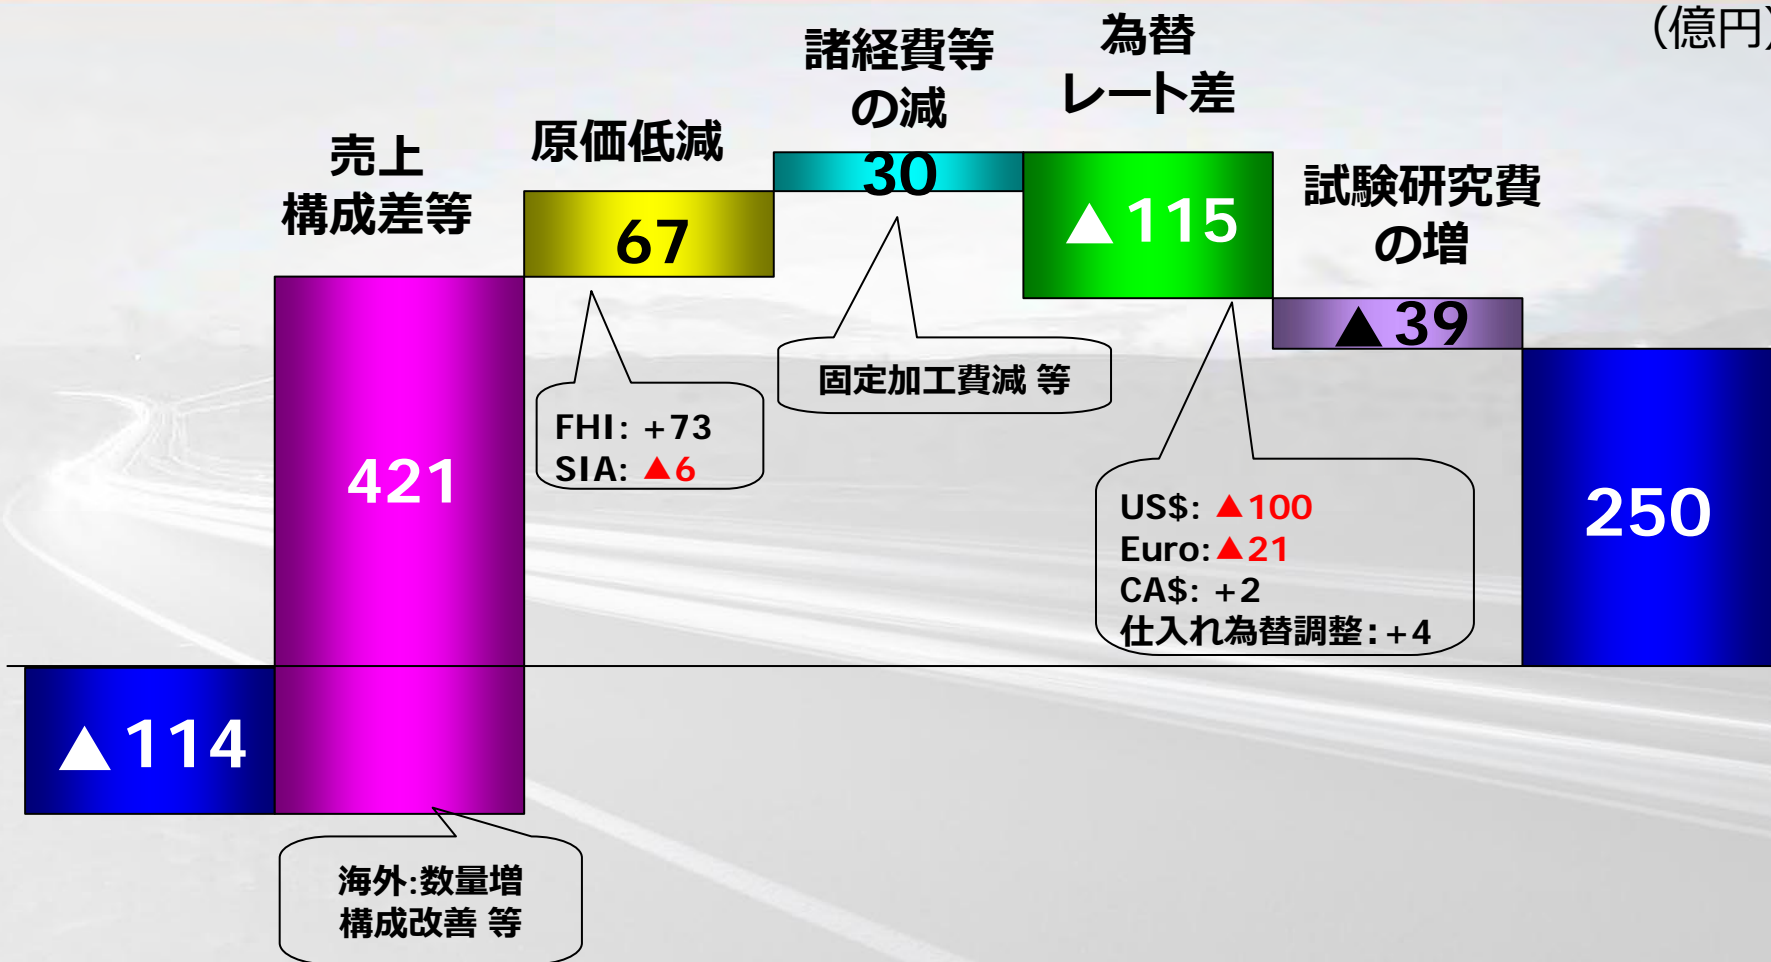 (億円)
売上
構成差等
原価低減
諸経費等
の減
為替
レート差
試験研究費
の増
▲114
421
67
30
▲115
▲39
250
海外:数量増
構成改善 等
FHI: +73
SIA: ▲6
固定加工費減 等
US$: ▲100
Euro:▲21
CA$: +2
仕入れ為替調整:+4